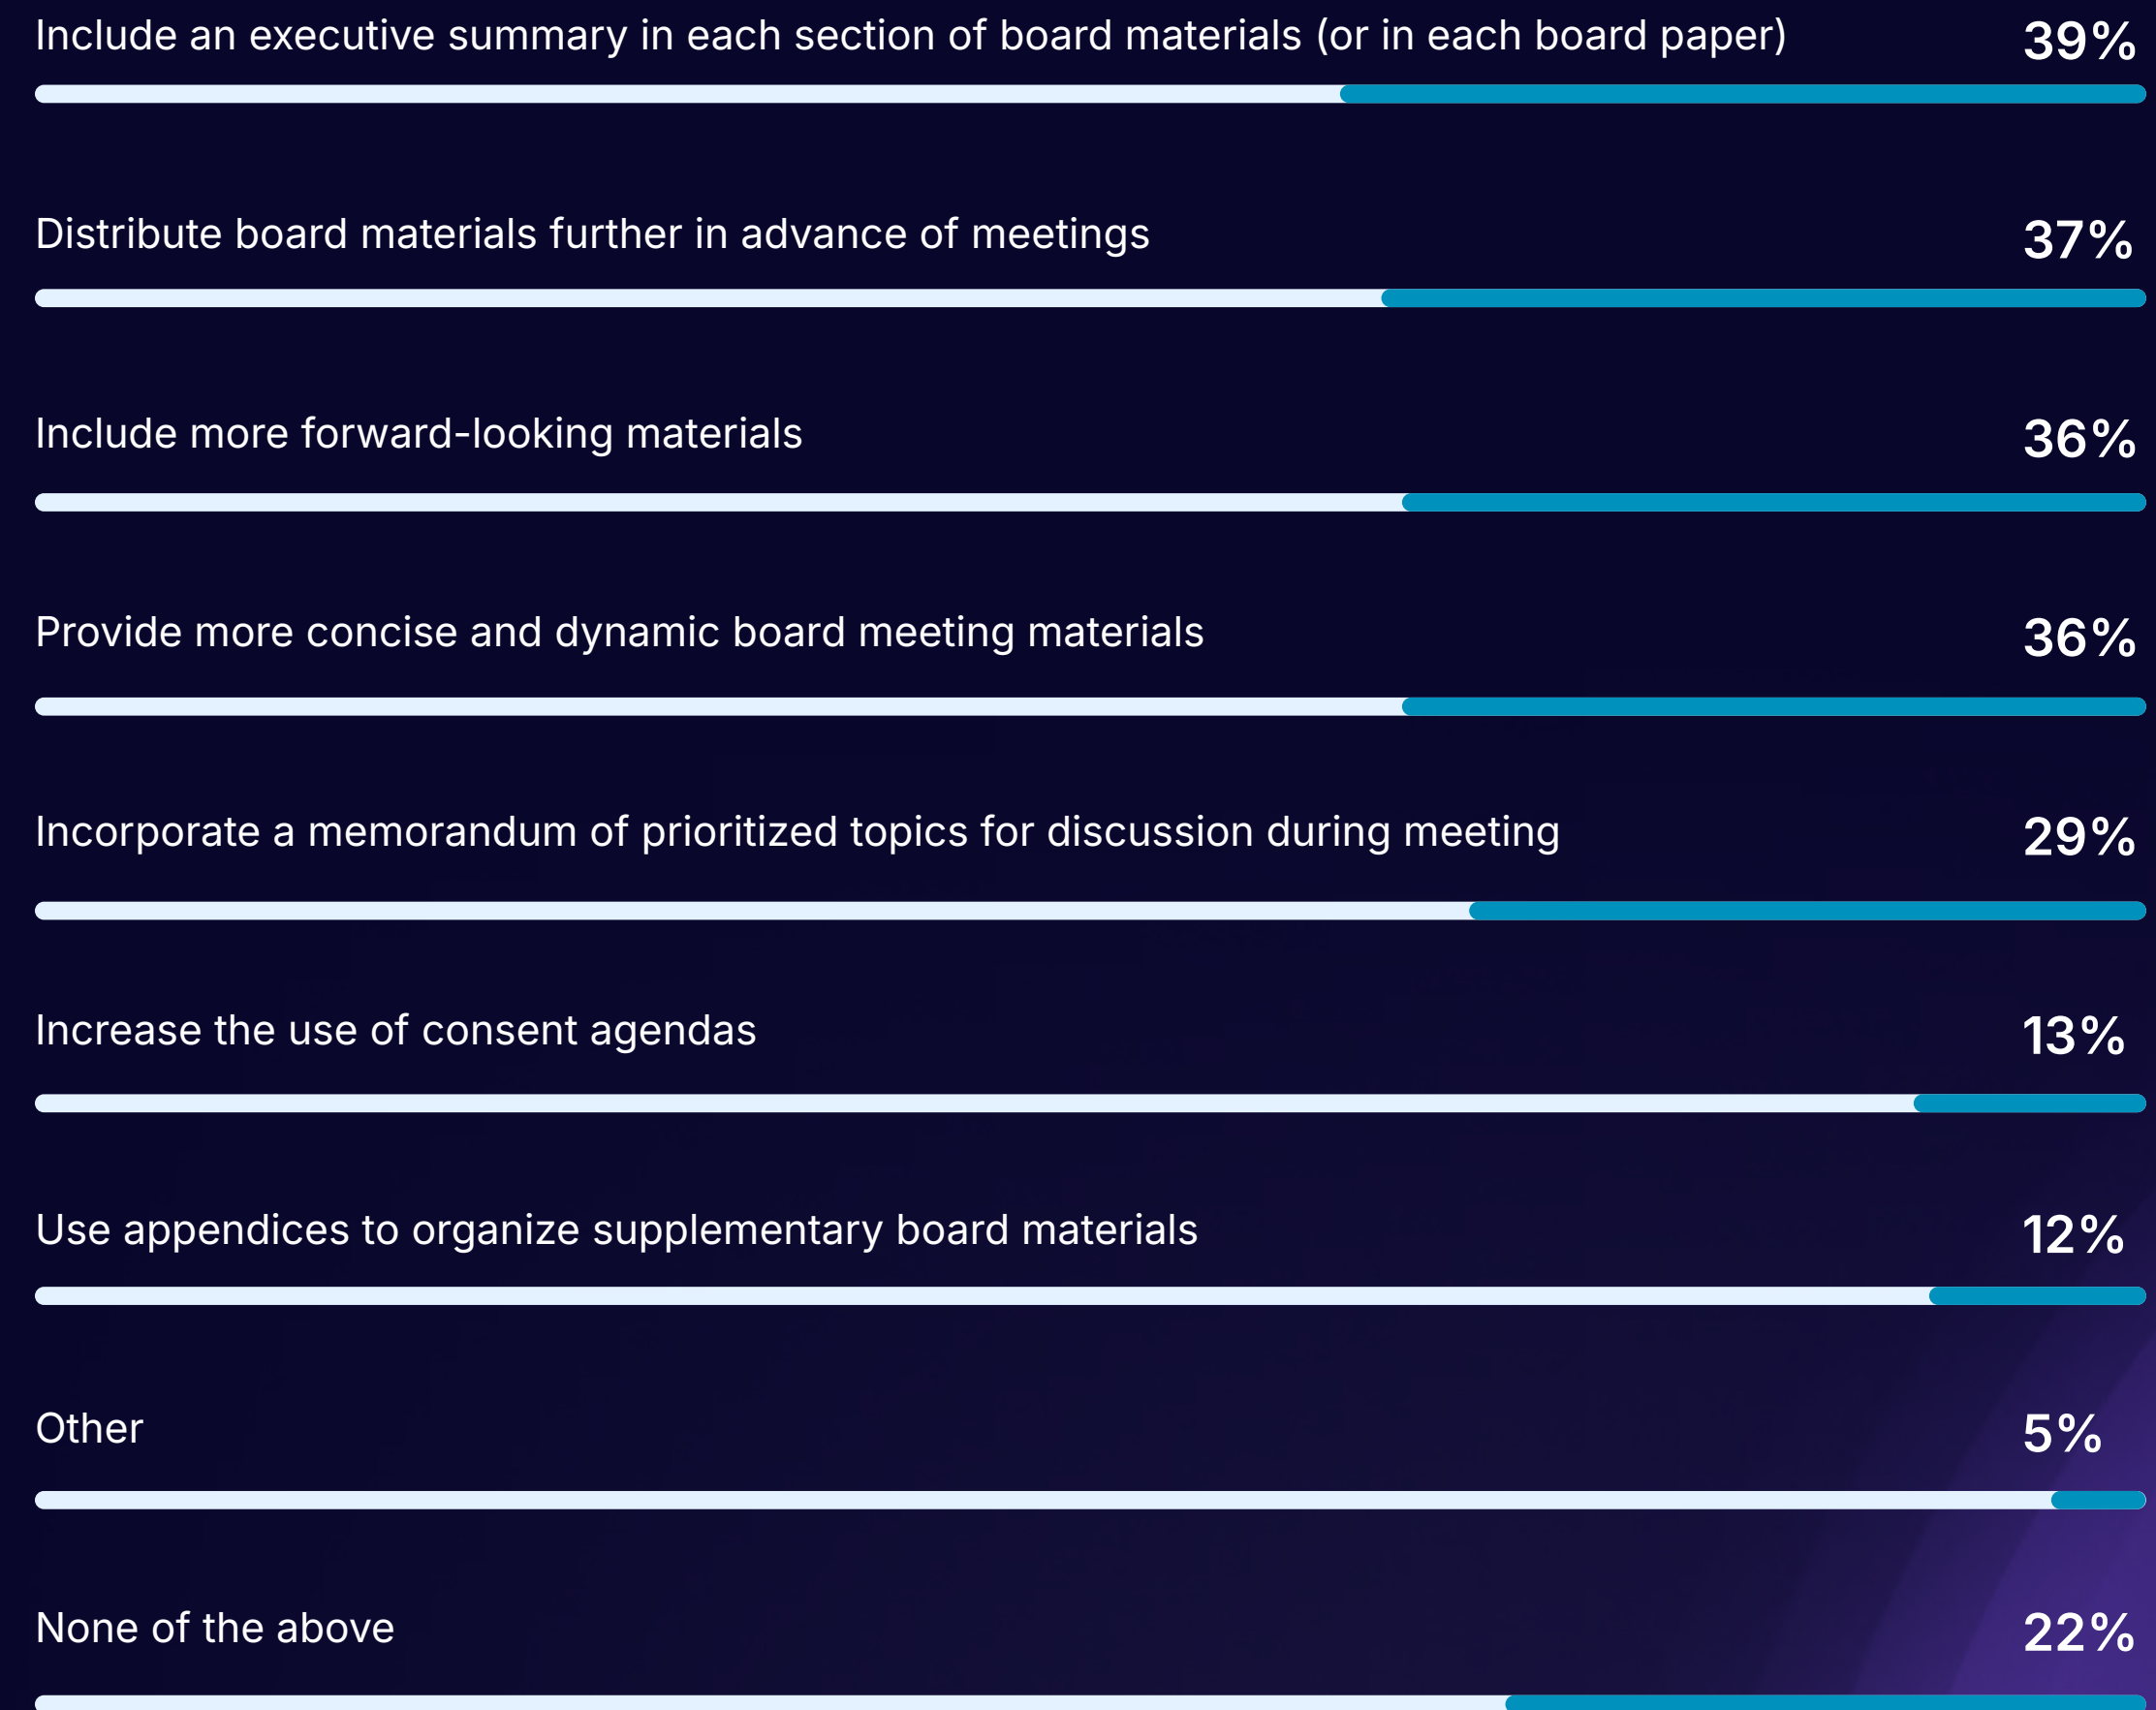 Include an executive summary in each section of board materials (or in each board paper) 39%
Distribute board materials further in advance of meetings 37%
Include more forward-looking materials 36%
Provide more concise and dynamic board meeting materials 36%
Incorporate a memorandum of prioritized topics for discussion during meeting 29%
Increase the use of consent agendas 13%
Use appendices to organize supplementary board materials 12%
Other 5%
None of the above 22%